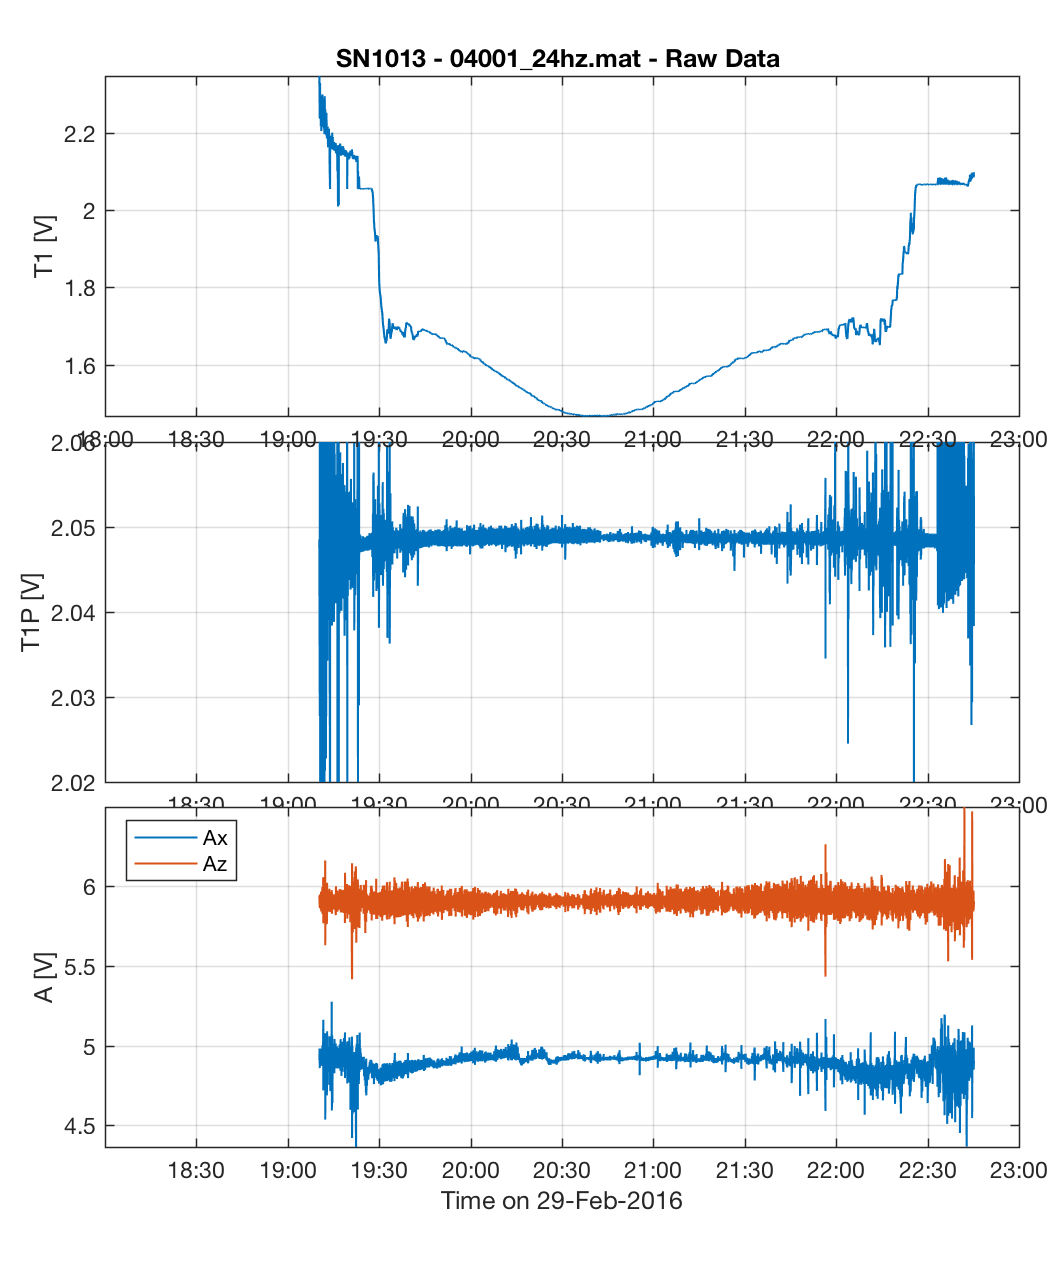 SN1013 - 04001_24hz.mat - Raw Data
2.2
2
1.8
1.6
T1 [V]
18:00 18:30 19:00 19:30 20:00 20:30 21:00 21:30 22:00 22:30 23:00
2.06
2.05
2.04
2.03
2.02
T1P [V]
18:30 19:00 19:30 20:00 20:30 21:00 21:30 22:00 22:30 23:00
Ax
Az
6
5.5
5
4.5
A [V]
18:30 19:00 19:30 20:00 20:30 21:00 21:30 22:00 22:30 23:00
Time on 29-Feb-2016